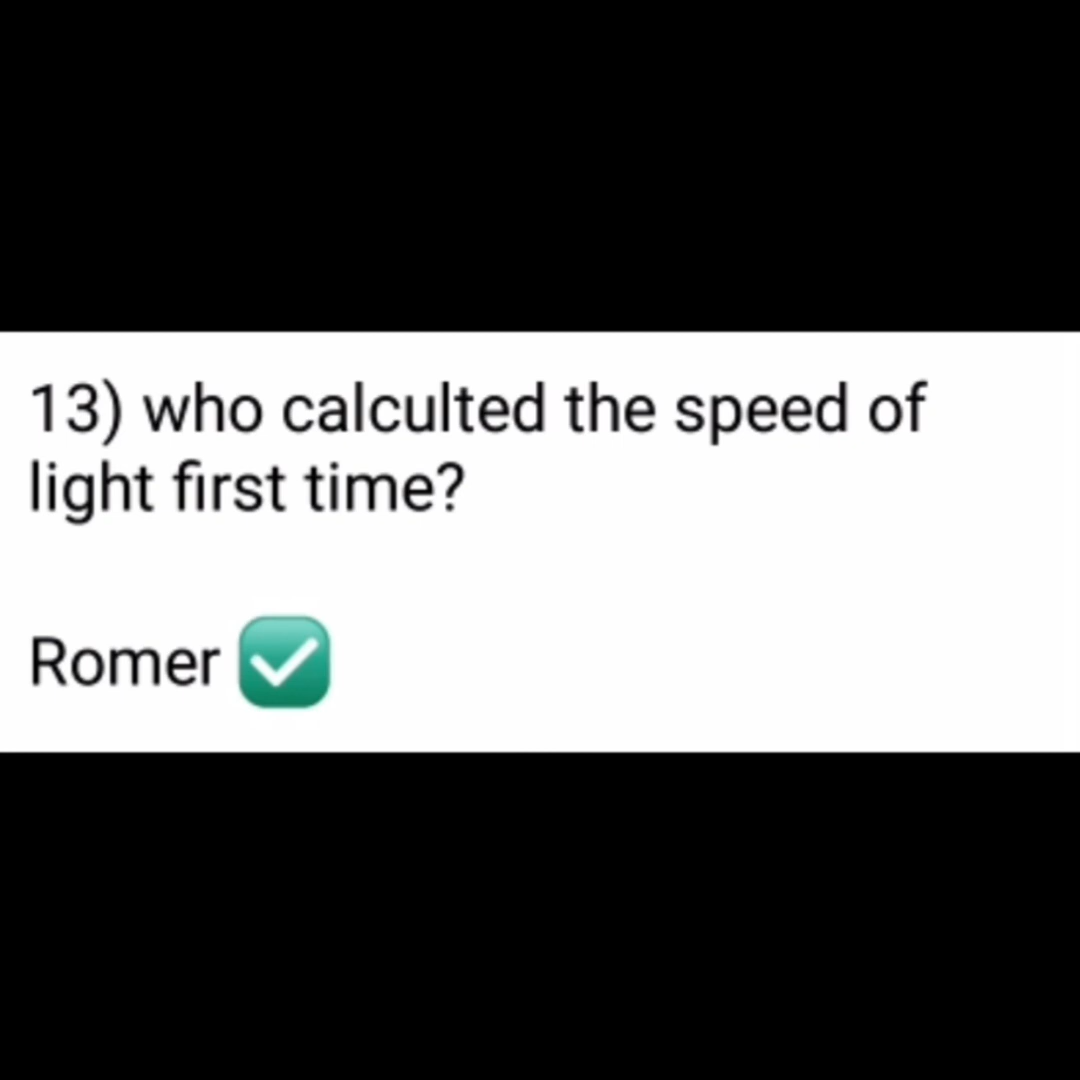 13) who calculted the speed of
light first time?
Romer ✅